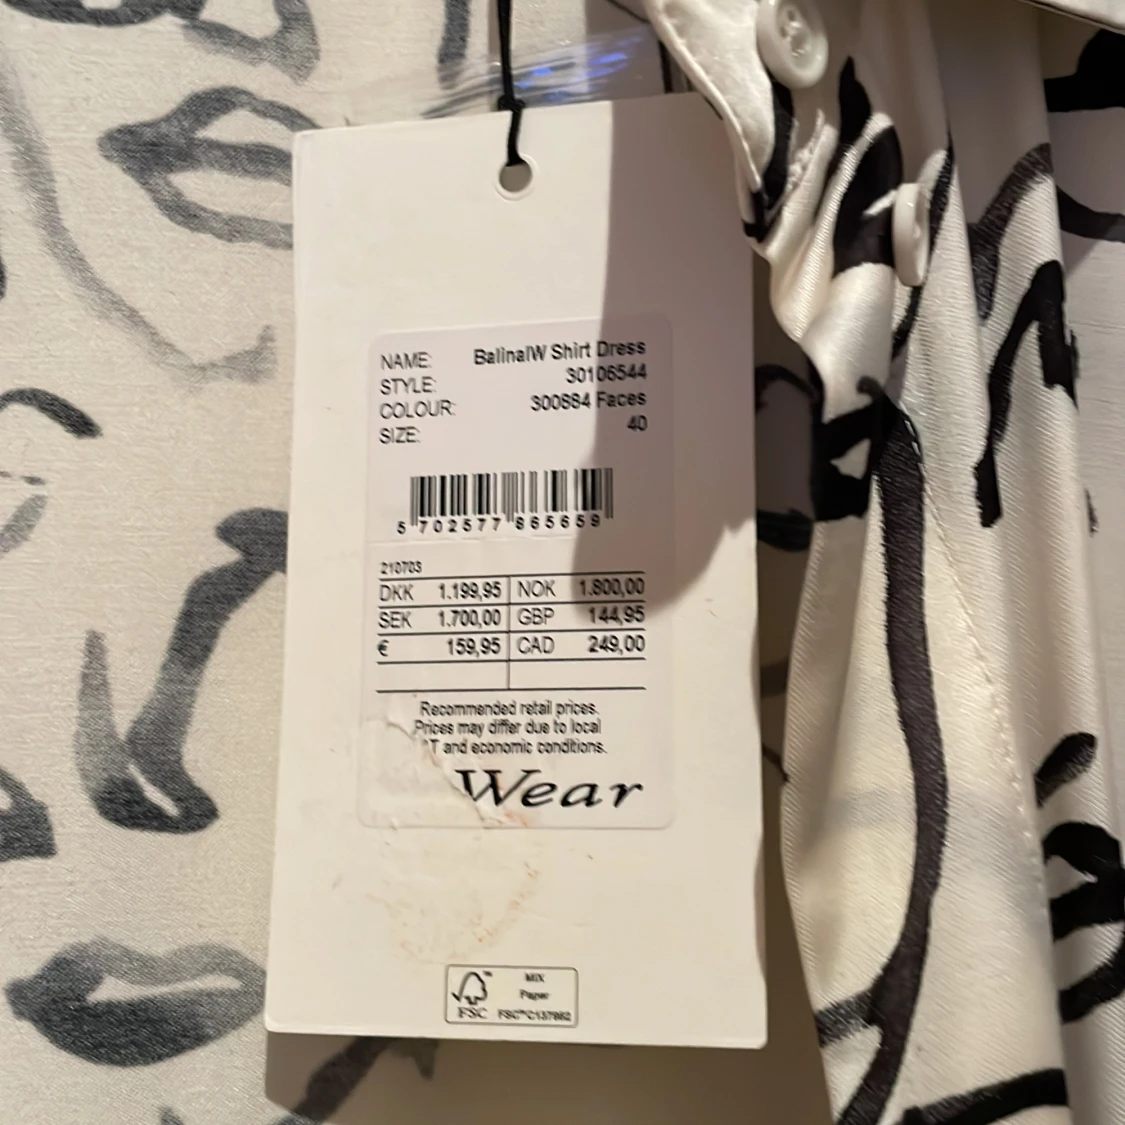 NAME: BalinaIW Shirt Dress
STYLE: 30106544
COLOUR: 300884 Faces
SIZE: 40
5 702577 865659
210703
DKK 1.199,95 NOK 1.800,00
SEK 1.700,00 GBP 144,95
€ 159,95 CAD 249,00
Recommended retail prices.
Prices may differ due to local
and economic conditions.
Wear
MIX
Paper
FSC™